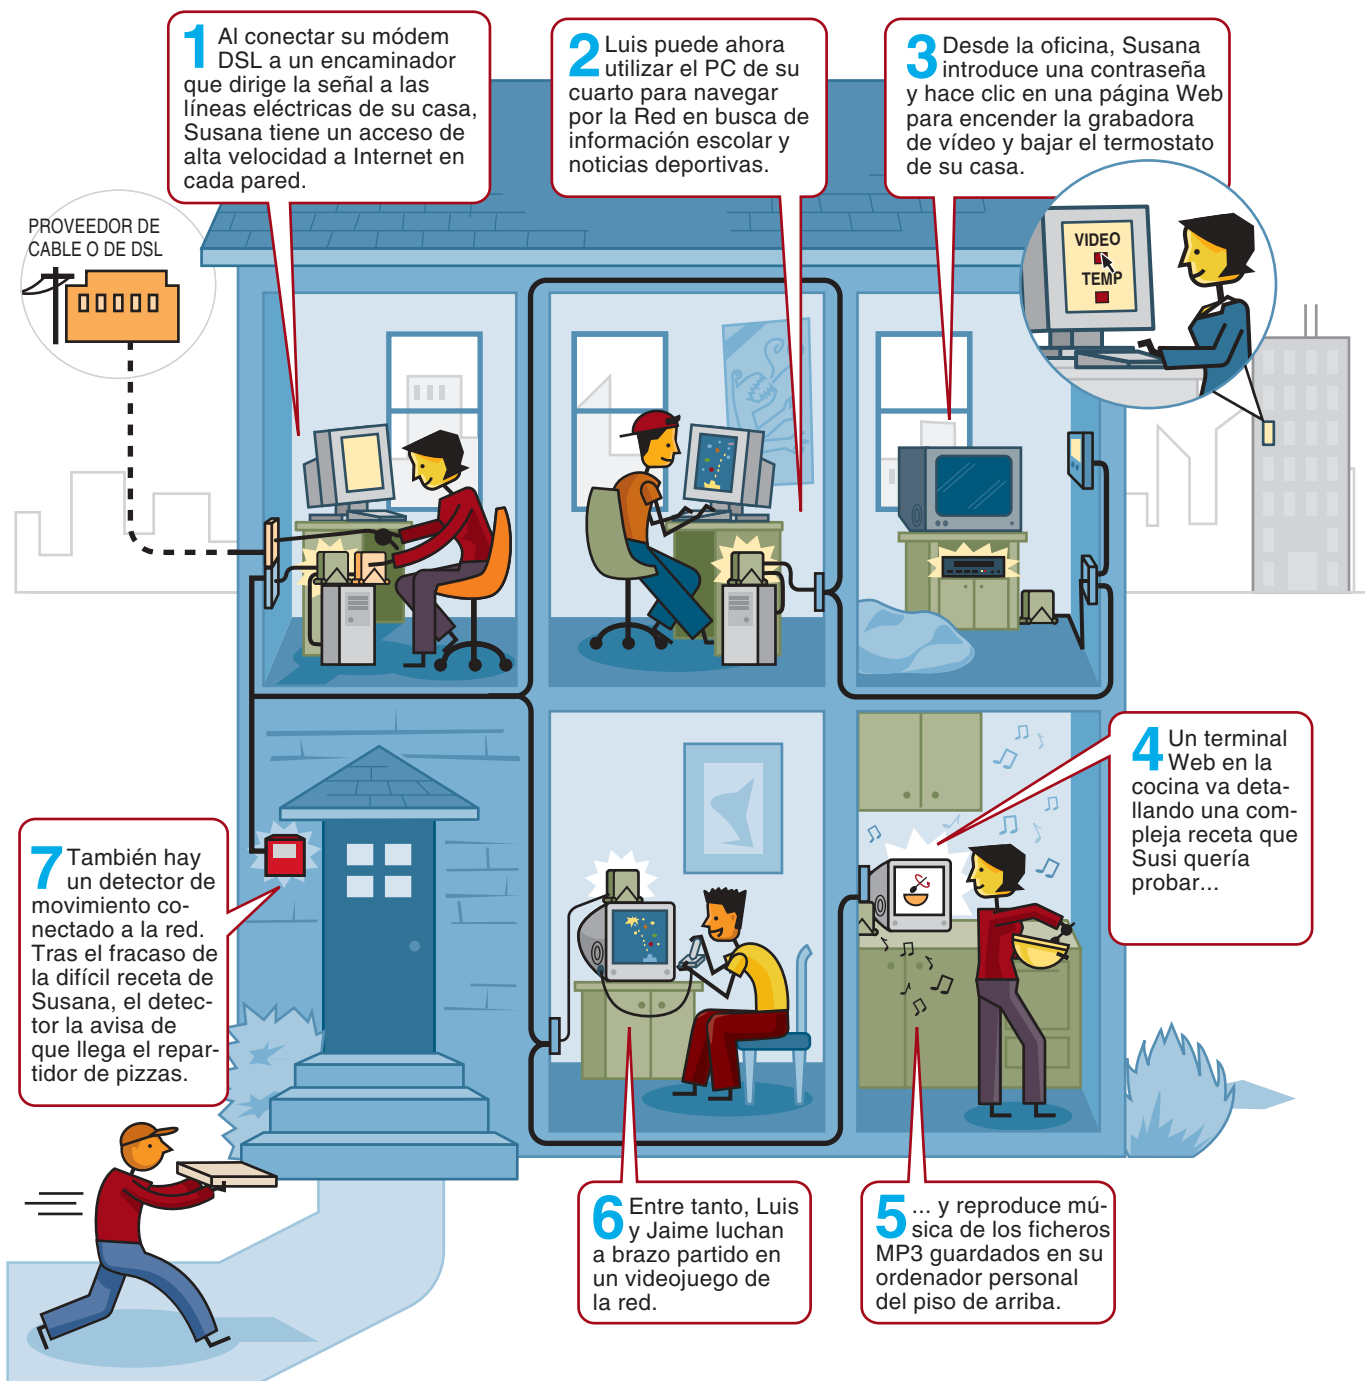 1 Al conectar su módem
DSL a un encaminador
que dirige la señal a las
líneas eléctricas de su casa,
Susana tiene un acceso de
alta velocidad a Internet en
cada pared.
2 Luis puede ahora
utilizar el PC de su
cuarto para navegar
por la Red en busca de
información escolar y
noticias deportivas.
3 Desde la oficina, Susana
introduce una contraseña
y hace clic en una página Web
para encender la grabadora
de vídeo y bajar el termostato
de su casa.
PROVEEDOR DE
CABLE O DE DSL
VIDEO
TEMP
4 Un terminal
Web en la
cocina va deta-
llando una com-
pleja receta que
Susi quería
probar...
7 También hay
un detector de
movimiento co-
nectado a la red.
Tras el fracaso de
la difícil receta de
Susana, el detec-
tor la avisa de
que llega el repar-
tidor de pizzas.
6 Entre tanto, Luis
y Jaime luchan
a brazo partido en
un videojuego de
la red.
5 ... y reproduce mú-
sica de los ficheros
MP3 guardados en su
ordenador personal
del piso de arriba.